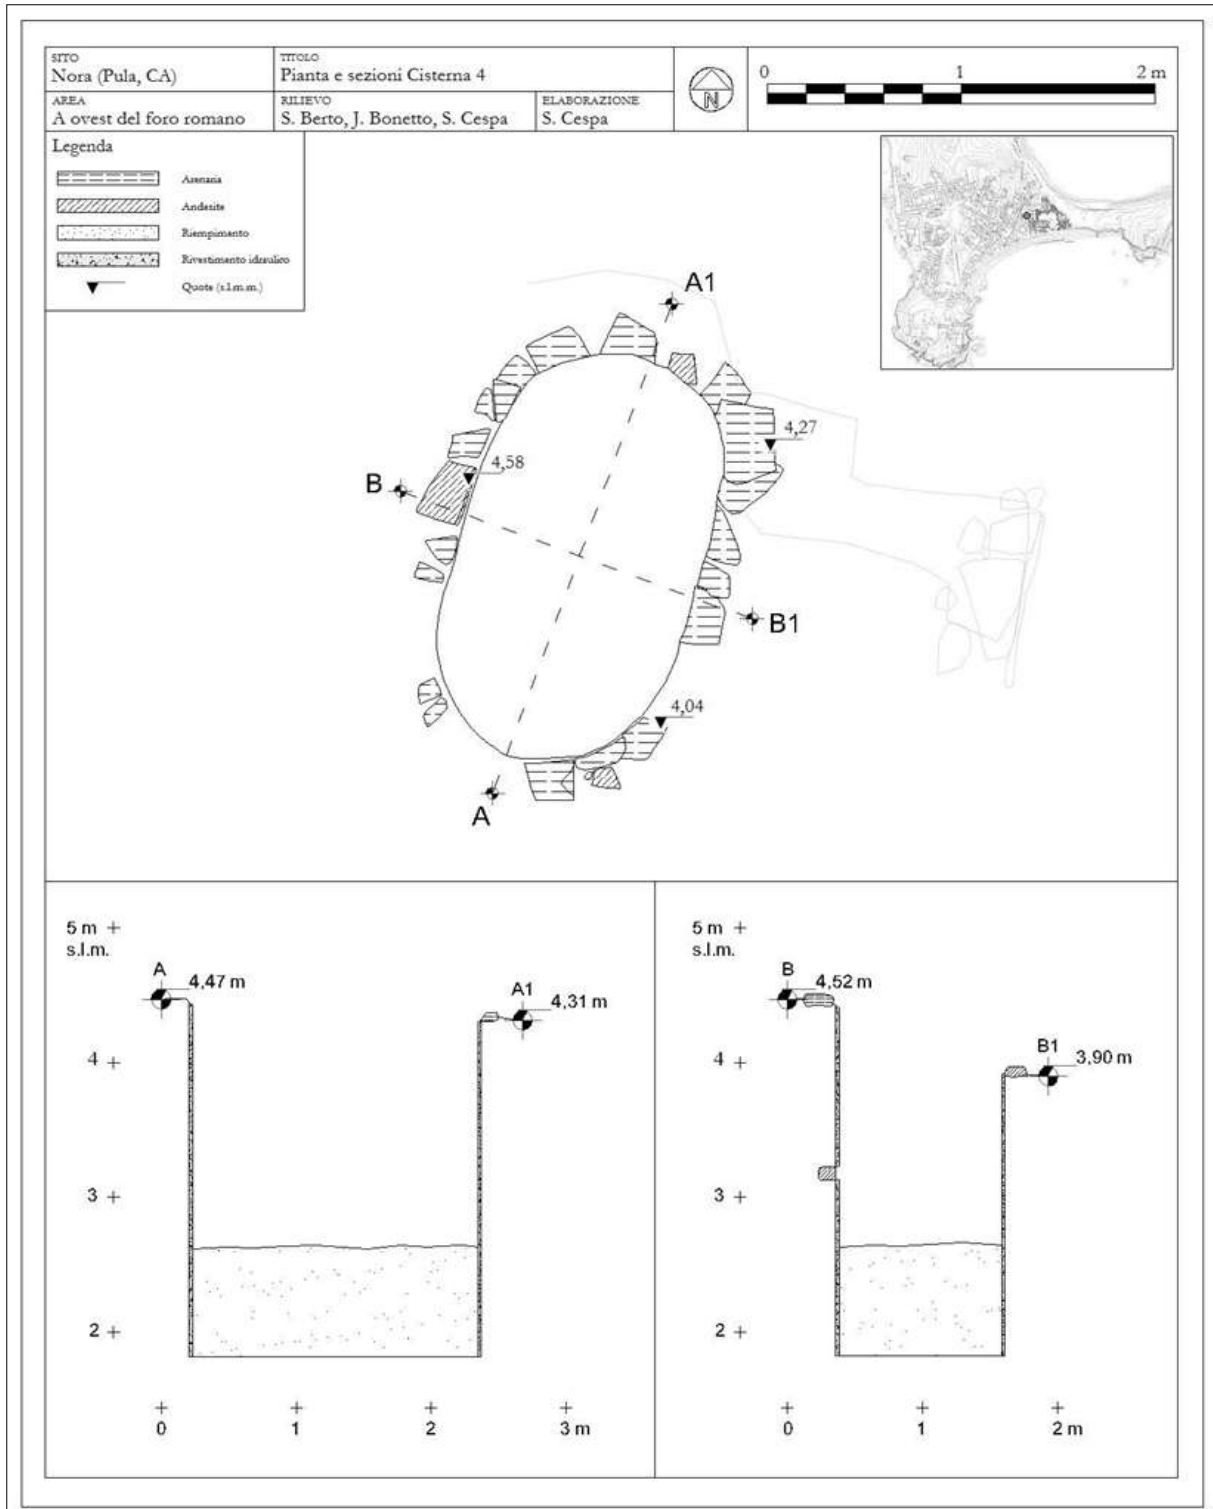 SITO
Nora (Pula, CA)
TITOLO
Pianta e sezioni Cisterna 4
AREA
A ovest del foro romano
RILIEVO
S. Berto, J. Bonetto, S. Cespa
ELABORAZIONE
S. Cespa
N
0 1 2 m
Legenda
Arenaria
Andesite
Riempimento
Rivestimento idraulico
Quote (s.l.m.m.)
A1
4,27
4,58
B
B1
4,04
A
5 m
s.l.m.
A
4,47 m
A1
4,31 m
4
3
2
0 1 2 3 m
5 m
s.l.m.
B
4,52 m
B1
3,90 m
4
3
2
0 1 2 m